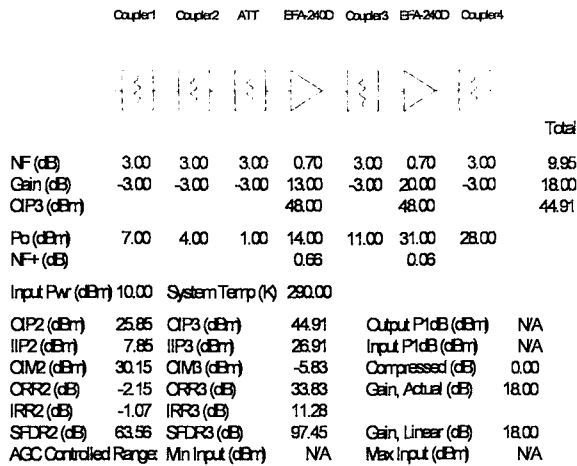 Coupler1 Coupler2 ATT EFA-240D Coupler3 EFA-240D Coupler4
Total
NF (dB) 3.00 3.00 3.00 0.70 3.00 0.70 3.00 9.95
Gain (dB) -3.00 -3.00 -3.00 13.00 -3.00 20.00 -3.00 18.00
OIP3 (dBm) 48.00 48.00 44.91
Po (dBm) 7.00 4.00 1.00 14.00 11.00 31.00 28.00
NF+ (dB) 0.66 0.06
Input Pwr (dBm) 10.00 System Temp (K) 290.00
OIP2 (dBm) 25.85 OIP3 (dBm) 44.91 Output P1dB (dBm) N/A
IIP2 (dBm) 7.85 IIP3 (dBm) 26.91 Input P1dB (dBm) N/A
OIM2 (dBm) 30.15 OIM3 (dBm) -5.83 Compressed (dB) 0.00
ORR2 (dB) -2.15 ORR3 (dB) 33.83 Gain, Actual (dB) 18.00
IRR2 (dB) -1.07 IRR3 (dB) 11.28
SFDR2 (dB) 63.56 SFDR3 (dB) 97.45 Gain, Linear (dB) 18.00
AGC Controlled Range: Min Input (dBm) N/A Max Input (dBm) N/A